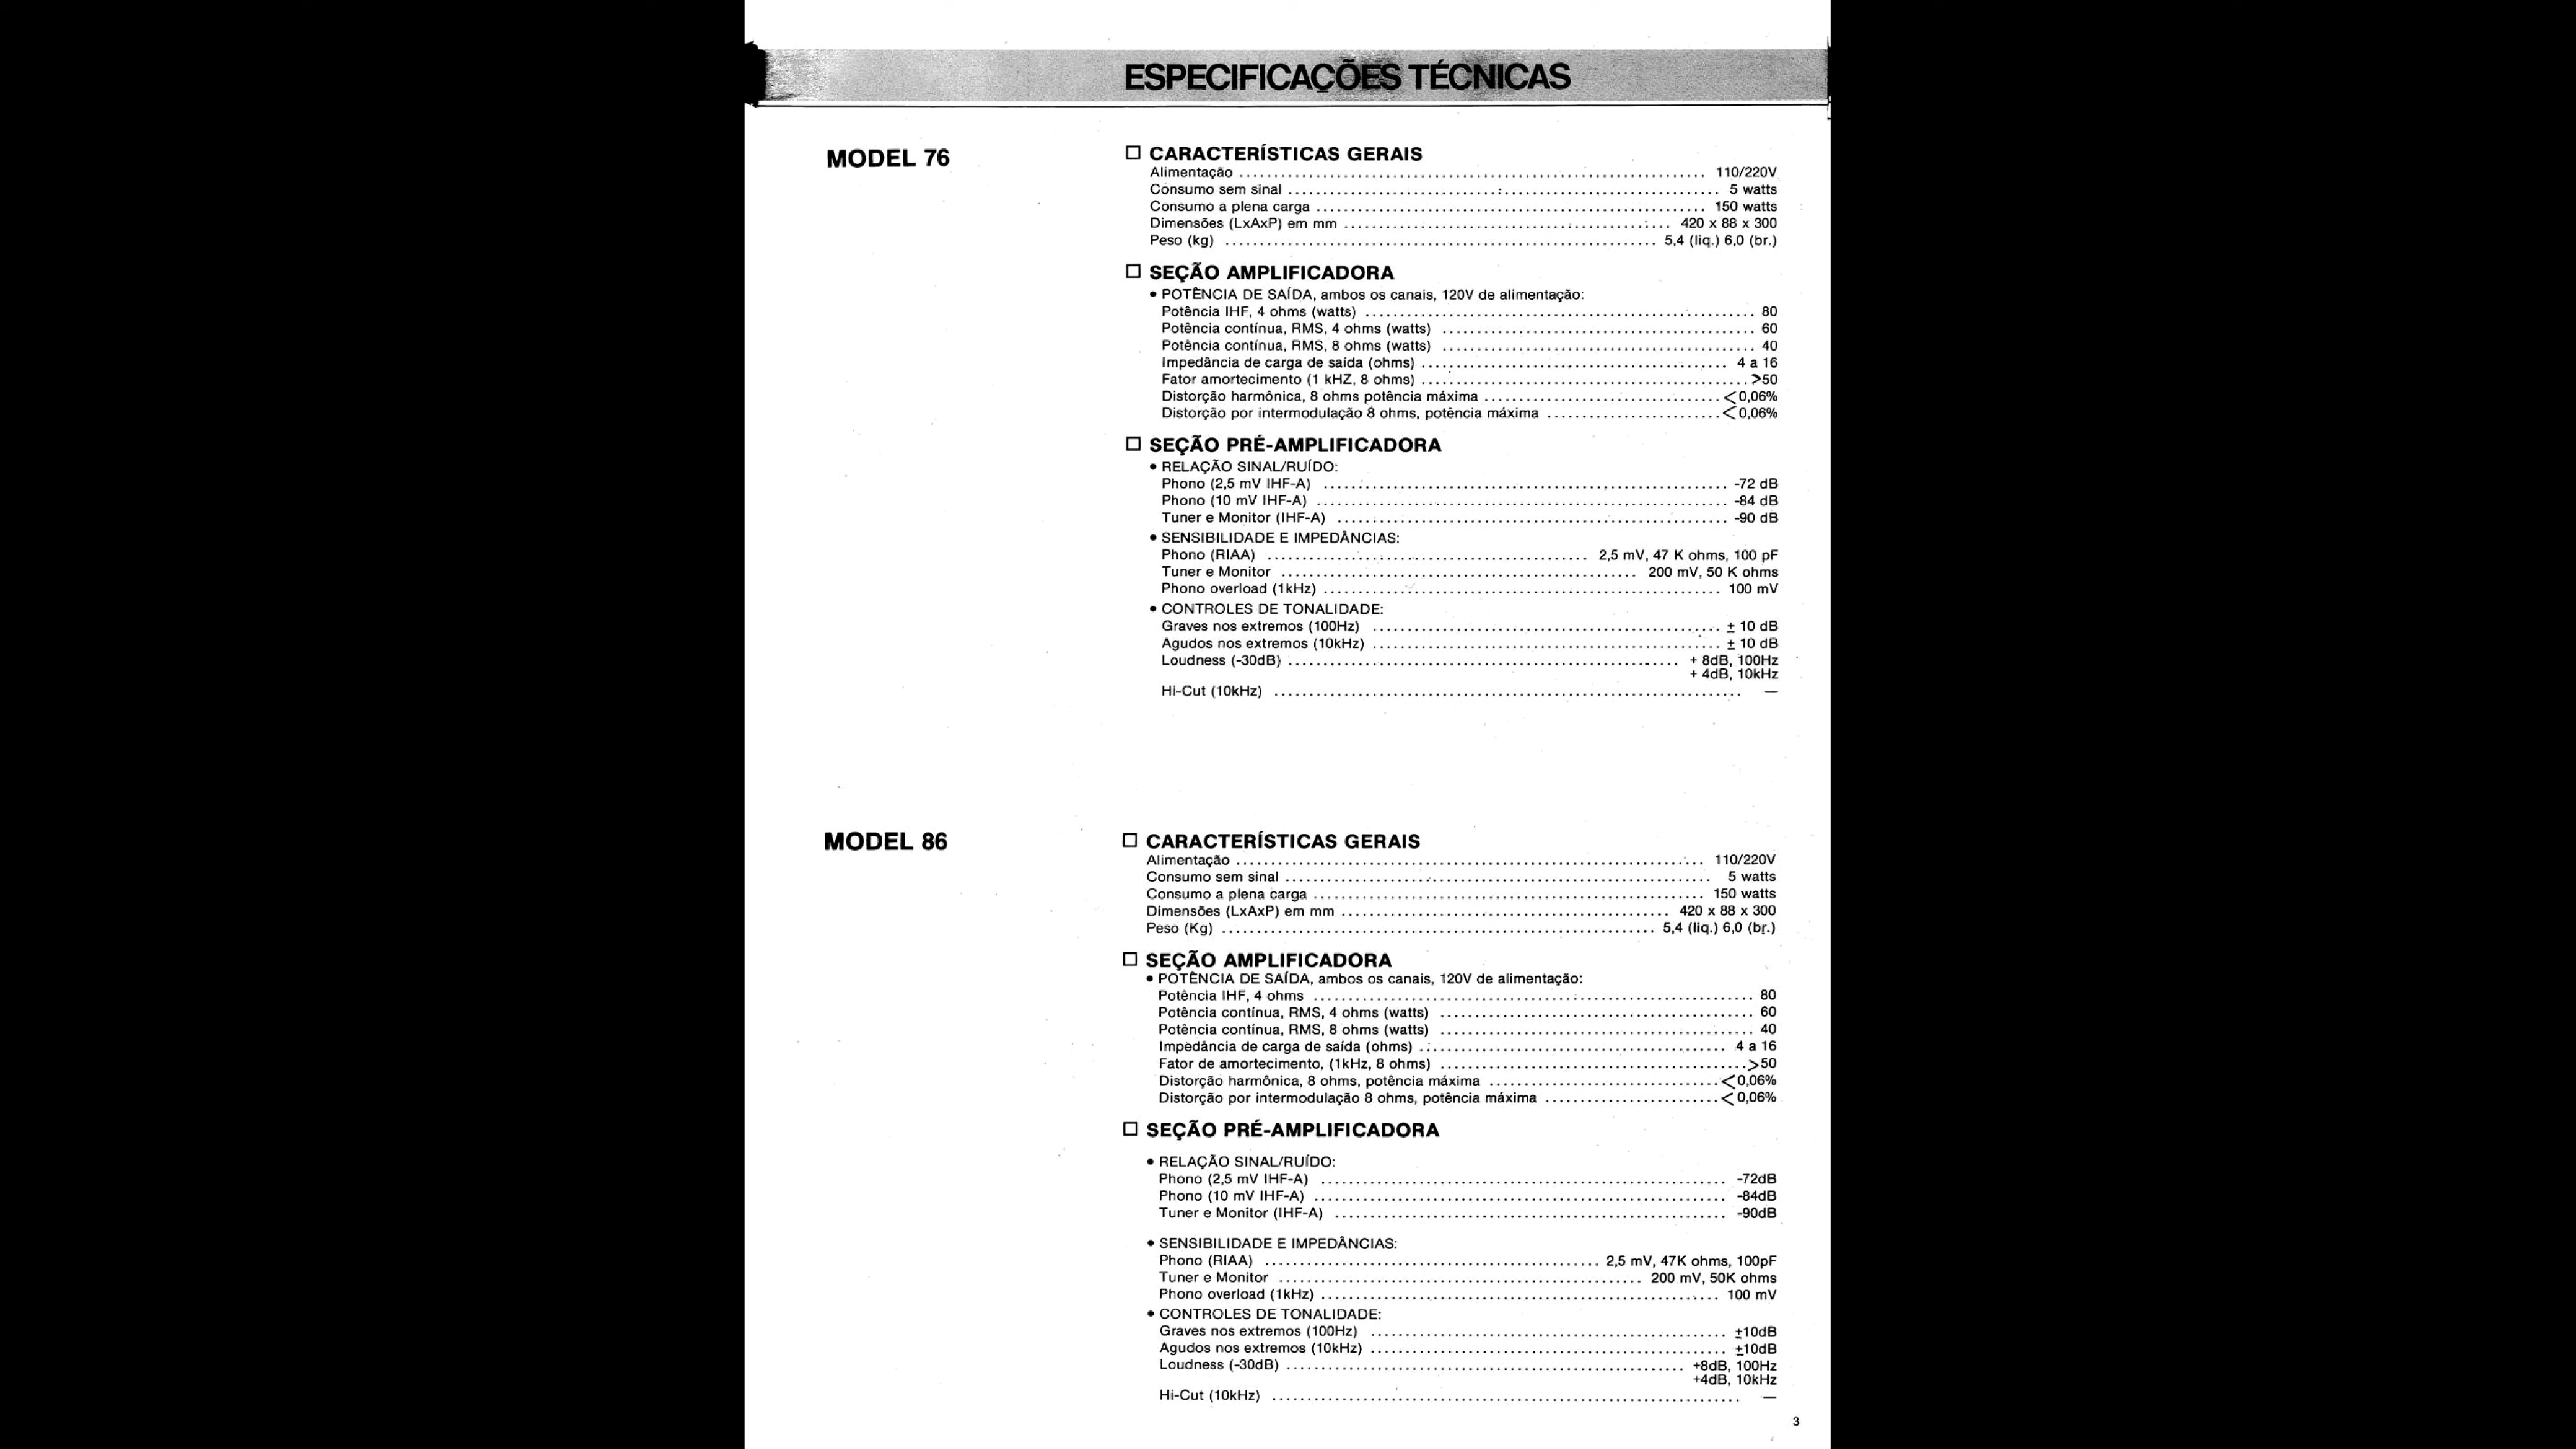 ESPECIFICAÇÕES TÉCNICAS
MODEL 76
□ CARACTERÍSTICAS GERAIS
Alimentação ........ 110/220V
Consumo sem sinal ........ 5 watts
Consumo a plena carga ........ 150 watts
Dimensões (LxAxP) em mm ........ 420 x 88 x 300
Peso (kg) ........ 5,4 (liq.) 6,0 (br.)
□ SEÇÃO AMPLIFICADORA
• POTÊNCIA DE SAÍDA, ambos os canais, 120V de alimentação:
Potência IHF, 4 ohms (watts) ........ 80
Potência contínua, RMS, 4 ohms (watts) ........ 60
Potência contínua, RMS, 8 ohms (watts) ........ 40
Impedância de carga de saída (ohms) ........ 4 a 16
Fator amortecimento (1 kHZ, 8 ohms) ........ >50
Distorção harmônica, 8 ohms potência máxima ........ <0,06%
Distorção por intermodulação 8 ohms, potência máxima ........ <0,06%
□ SEÇÃO PRÉ-AMPLIFICADORA
• RELAÇÃO SINAL/RUÍDO:
Phono (2,5 mV IHF-A) ........ -72 dB
Phono (10 mV IHF-A) ........ -84 dB
Tuner e Monitor (IHF-A) ........ -90 dB
• SENSIBILIDADE E IMPEDÂNCIAS:
Phono (RIAA) ........ 2,5 mV, 47 K ohms, 100 pF
Tuner e Monitor ........ 200 mV, 50 K ohms
Phono overload (1kHz) ........ 100 mV
• CONTROLES DE TONALIDADE:
Graves nos extremos (100Hz) ........ ± 10 dB
Agudos nos extremos (10kHz) ........ ± 10 dB
Loudness (-30dB) ........ + 8dB, 100Hz
+ 4dB, 10kHz
Hi-Cut (10kHz) ........ —
MODEL 86
□ CARACTERÍSTICAS GERAIS
Alimentação ........ 110/220V
Consumo sem sinal ........ 5 watts
Consumo a plena carga ........ 150 watts
Dimensões (LxAxP) em mm ........ 420 x 88 x 300
Peso (Kg) ........ 5,4 (liq.) 6,0 (br.)
□ SEÇÃO AMPLIFICADORA
• POTÊNCIA DE SAÍDA, ambos os canais, 120V de alimentação:
Potência IHF, 4 ohms ........ 80
Potência contínua, RMS, 4 ohms (watts) ........ 60
Potência contínua, RMS, 8 ohms (watts) ........ 40
Impedância de carga de saída (ohms) ........ 4 a 16
Fator de amortecimento, (1kHz, 8 ohms) ........ >50
Distorção harmônica, 8 ohms, potência máxima ........ <0,06%
Distorção por intermodulação 8 ohms, potência máxima ........ <0,06%
□ SEÇÃO PRÉ-AMPLIFICADORA
• RELAÇÃO SINAL/RUÍDO:
Phono (2,5 mV IHF-A) ........ -72dB
Phono (10 mV IHF-A) ........ -84dB
Tuner e Monitor (IHF-A) ........ -90dB
• SENSIBILIDADE E IMPEDÂNCIAS:
Phono (RIAA) ........ 2,5 mV, 47K ohms, 100pF
Tuner e Monitor ........ 200 mV, 50K ohms
Phono overload (1kHz) ........ 100 mV
• CONTROLES DE TONALIDADE:
Graves nos extremos (100Hz) ........ ±10dB
Agudos nos extremos (10kHz) ........ ±10dB
Loudness (-30dB) ........ +8dB, 100Hz
+4dB, 10kHz
Hi-Cut (10kHz) ........ —
3